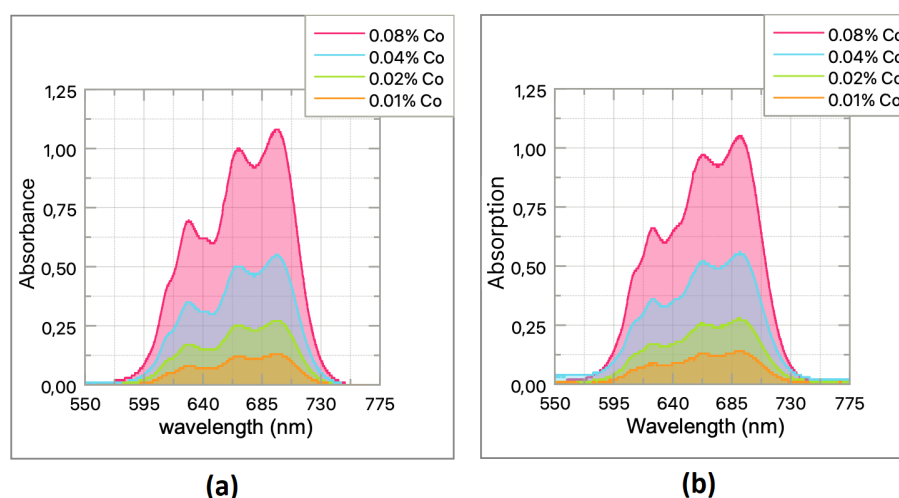 0.08% Co
0.04% Co
0.02% Co
0.01% Co
1,25
1,00
0,75
0,50
0,25
0,00
Absorbance
550 595 640 685 730 775
wavelength (nm)
(a)
0.08% Co
0.04% Co
0.02% Co
0.01% Co
1,25
1,00
0,75
0,50
0,25
0,00
Absorption
550 595 640 685 730 775
Wavelength (nm)
(b)